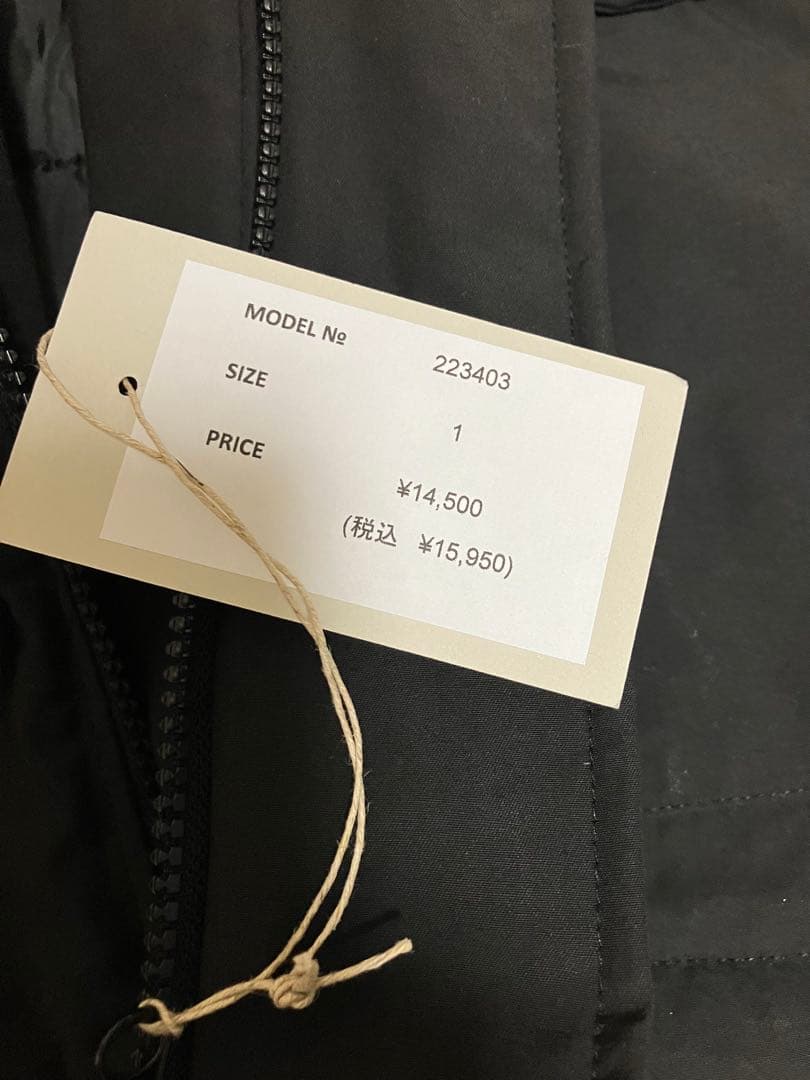 MODEL № 223403
SIZE 1
PRICE ¥14,500
(税込 ¥15,950)